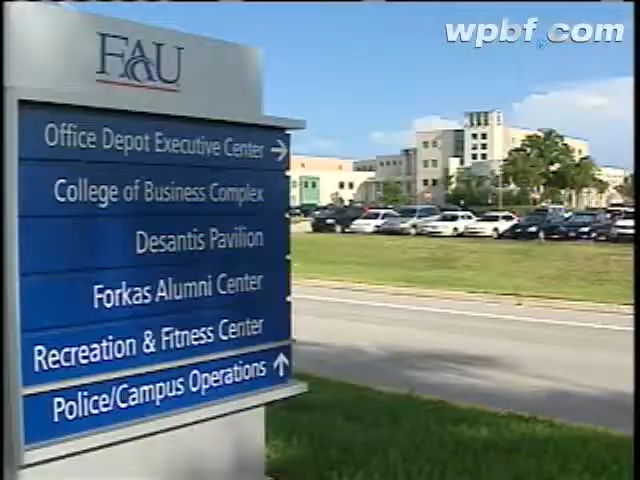 wpbf.com
FAU
Office Depot Executive Center →
College of Business Complex
Desantis Pavilion
Forkas Alumni Center
Recreation & Fitness Center
Police/Campus Operations ↑